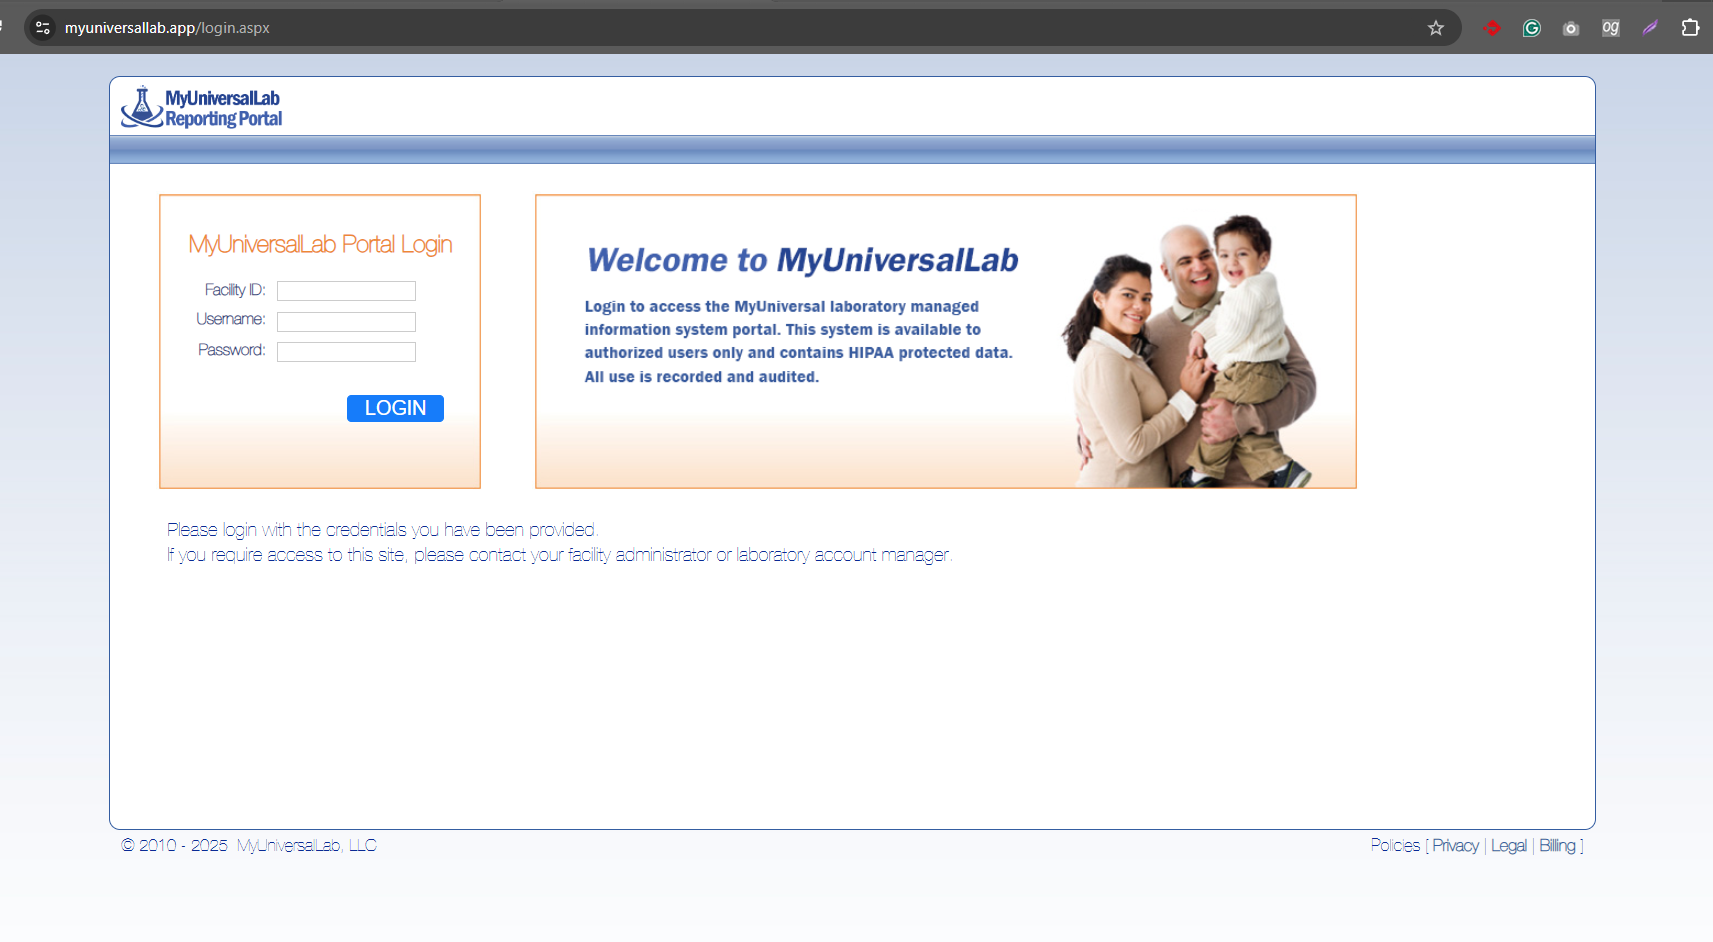 myuniversallab.app/login.aspx
og
MyUniversalLab
Reporting Portal
MyUniversalLab Portal Login
Facility ID:
Username:
Password:
LOGIN
Welcome to MyUniversalLab
Login to access the MyUniversal laboratory managed
information system portal. This system is available to
authorized users only and contains HIPAA protected data.
All use is recorded and audited.
Please login with the credentials you have been provided.
If you require access to this site, please contact your facility administrator or laboratory account manager.
© 2010 - 2025 MyUniversalLab, LLC
Policies [ Privacy | Legal | Billing ]